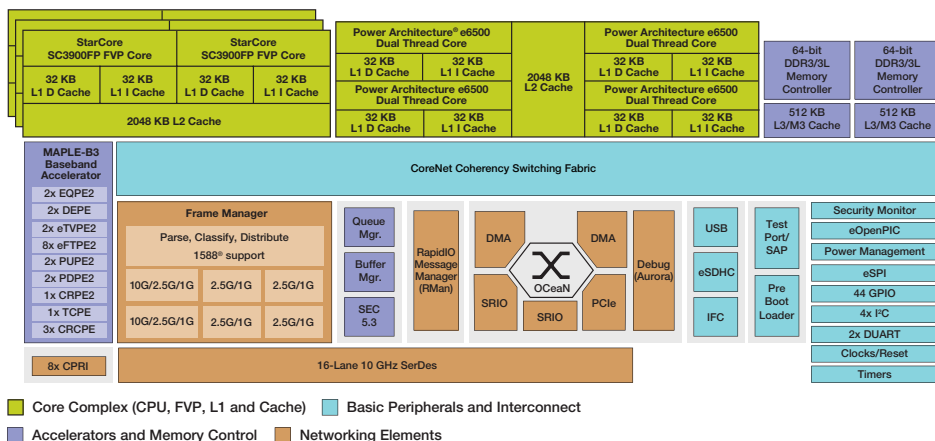 StarCore
SC3900FP FVP Core
StarCore
SC3900FP FVP Core
32 KB
L1 D Cache
32 KB
L1 I Cache
32 KB
L1 D Cache
32 KB
L1 I Cache
2048 KB L2 Cache
Power Architecture® e6500
Dual Thread Core
32 KB
L1 D Cache
32 KB
L1 I Cache
Power Architecture e6500
Dual Thread Core
32 KB
L1 D Cache
32 KB
L1 I Cache
2048 KB
L2 Cache
Power Architecture e6500
Dual Thread Core
32 KB
L1 D Cache
32 KB
L1 I Cache
Power Architecture e6500
Dual Thread Core
32 KB
L1 D Cache
32 KB
L1 I Cache
64-bit
DDR3/3L
Memory
Controller
64-bit
DDR3/3L
Memory
Controller
512 KB
L3/M3 Cache
512 KB
L3/M3 Cache
MAPLE-B3
Baseband
Accelerator
2x EQPE2
2x DEPE
2x eTVPE2
8x eFTPE2
2x PUPE2
2x PDPE2
1x CRPE2
1x TCPE
3x CRCPE
8x CPRI
CoreNet Coherency Switching Fabric
Frame Manager
Parse, Classify, Distribute
1588® support
10G/2.5G/1G
2.5G/1G
2.5G/1G
10G/2.5G/1G
2.5G/1G
2.5G/1G
Queue
Mgr.
Buffer
Mgr.
SEC
5.3
RapidIO
Message
Manager
(RMan)
DMA
DMA
OCeaN
SRIO
SRIO
PCIe
Debug
(Aurora)
USB
eSDHC
IFC
Test
Port/
SAP
Pre
Boot
Loader
Security Monitor
eOpenPIC
Power Management
eSPI
44 GPIO
4x I²C
2x DUART
Clocks/Reset
Timers
16-Lane 10 GHz SerDes
Core Complex (CPU, FVP, L1 and Cache)
Basic Peripherals and Interconnect
Accelerators and Memory Control
Networking Elements